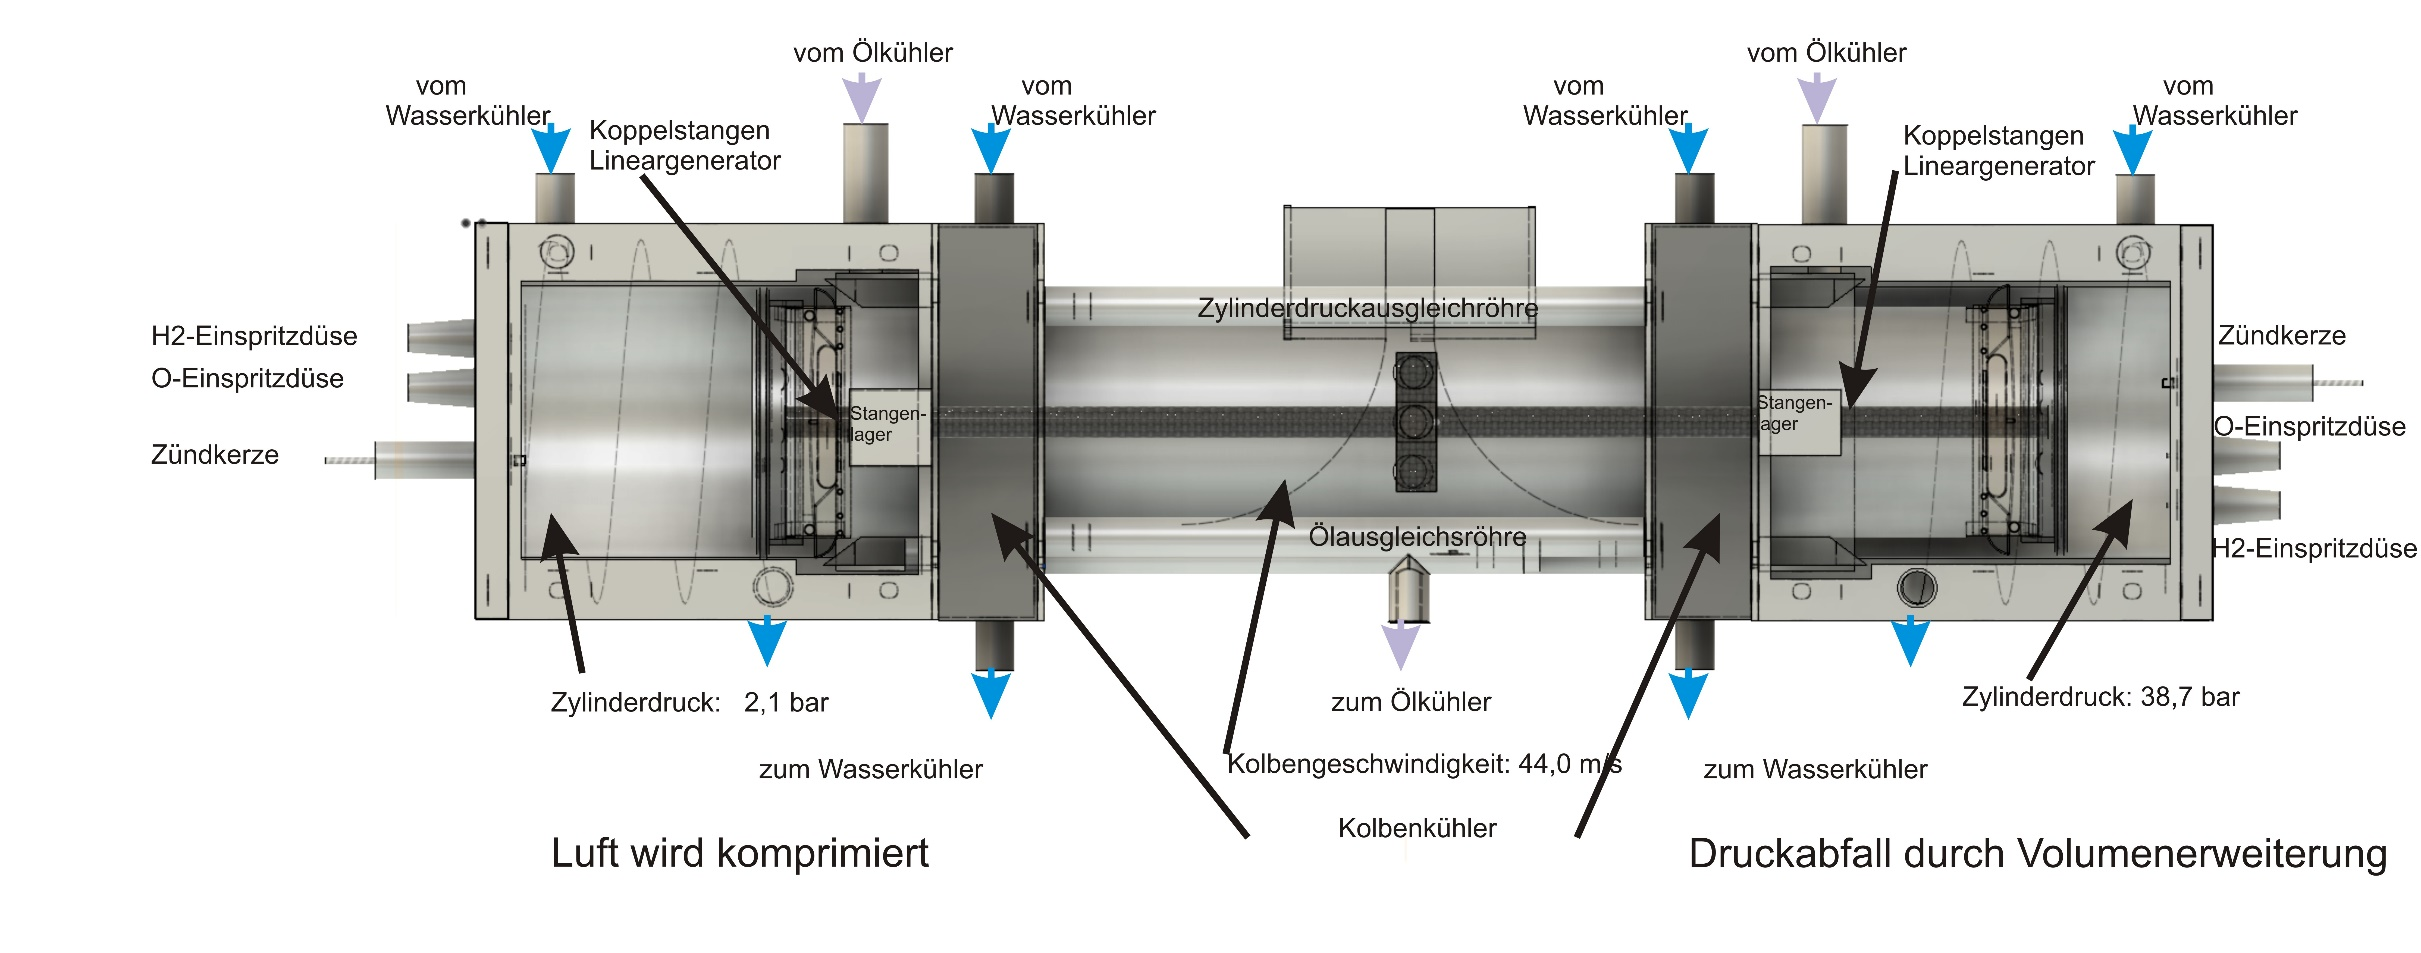 vom Ölkühler
vom Ölkühler
vom
Wasserkühler
vom
Wasserkühler
vom
Wasserkühler
vom
Wasserkühler
Koppelstangen
Lineargenerator
Koppelstangen
Lineargenerator
Zylinderdruckausgleichröhre
H2-Einspritzdüse
O-Einspritzdüse
Zündkerze
Zündkerze
O-Einspritzdüse
H2-Einspritzdüse
Stangen-
lager
Stangen-
lager
Ölausgleichsröhre
Zylinderdruck: 2,1 bar
zum Ölkühler
Zylinderdruck: 38,7 bar
zum Wasserkühler
Kolbengeschwindigkeit: 44,0 m/s
zum Wasserkühler
Kolbenkühler
Luft wird komprimiert
Druckabfall durch Volumenerweiterung